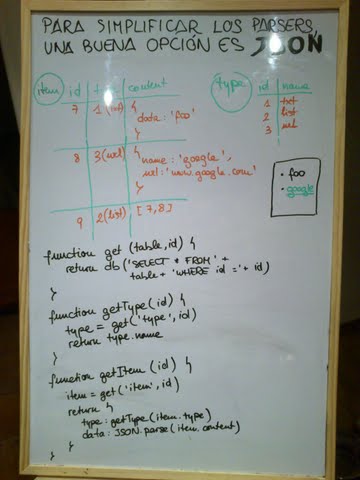 PARA SIMPLIFICAR LOS PARSERS,
UNA BUENA OPCIÓN ES JSON
item id type content
7 1(txt) {
data: 'foo'
}
8 3(url) {
name: 'google',
url: 'www.google.com'
}
9 2(list) [7,8]
type id name
1 txt
2 list
3 url
• foo
• google
function get (table, id) {
return db('SELECT * FROM' +
table + 'WHERE id =' + id)
}
function getType (id) {
type = get('type', id)
return type.name
}
function getItem (id) {
item = get('item', id)
return {
type: getType(item.type)
data: JSON.parse(item.content)
} }